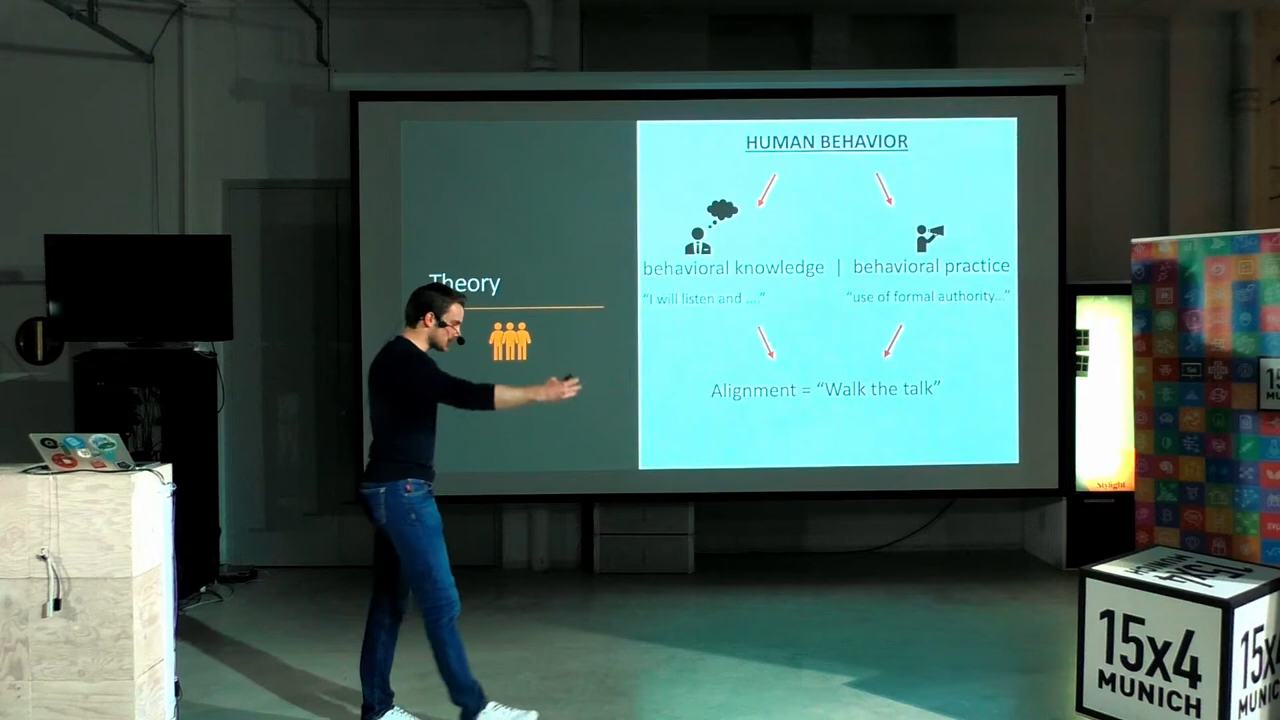 HUMAN BEHAVIOR
behavioral knowledge | behavioral practice
"I will listen and ...." "use of formal authority..."
Alignment = "Walk the talk"
Theory
Stylight
15x4
MUNICH
15x4
MUNICH